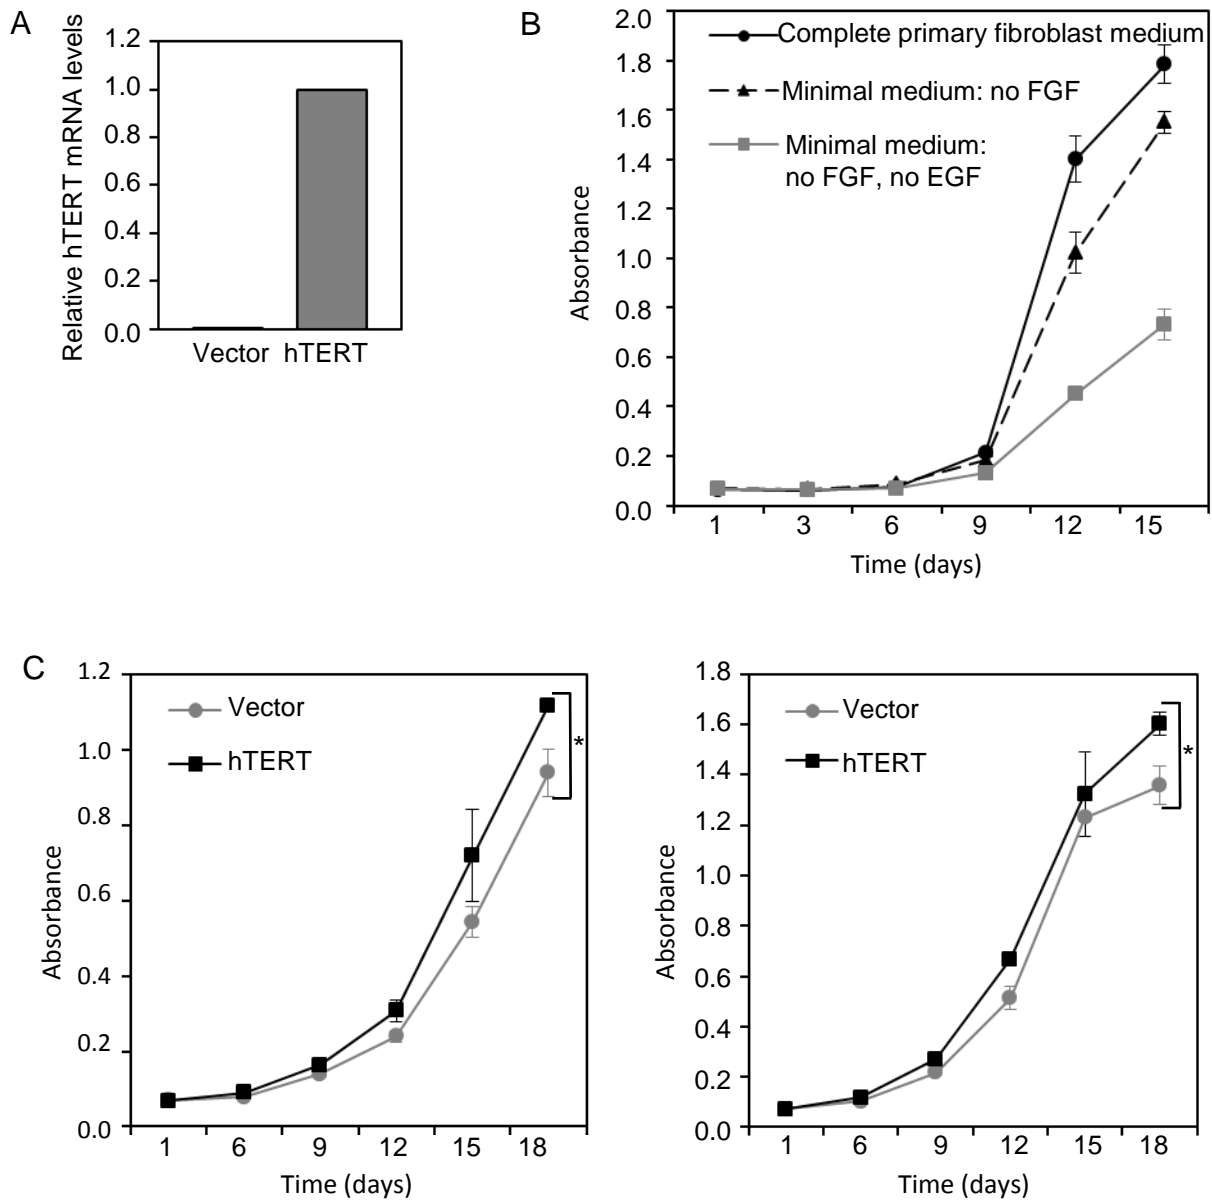 A
Relative hTERT mRNA levels
1.2
1.0
0.8
0.6
0.4
0.2
0.0
Vector hTERT
B
Absorbance
2.0
1.8
1.6
1.4
1.2
1.0
0.8
0.6
0.4
0.2
0.0
Complete primary fibroblast medium
Minimal medium: no FGF
Minimal medium:
no FGF, no EGF
1 3 6 9 12 15
Time (days)
C
Absorbance
1.2
1.0
0.8
0.6
0.4
0.2
0.0
Vector
hTERT
*
1 6 9 12 15 18
Time (days)
Absorbance
1.8
1.6
1.4
1.2
1.0
0.8
0.6
0.4
0.2
0.0
Vector
hTERT
*
1 6 9 12 15 18
Time (days)